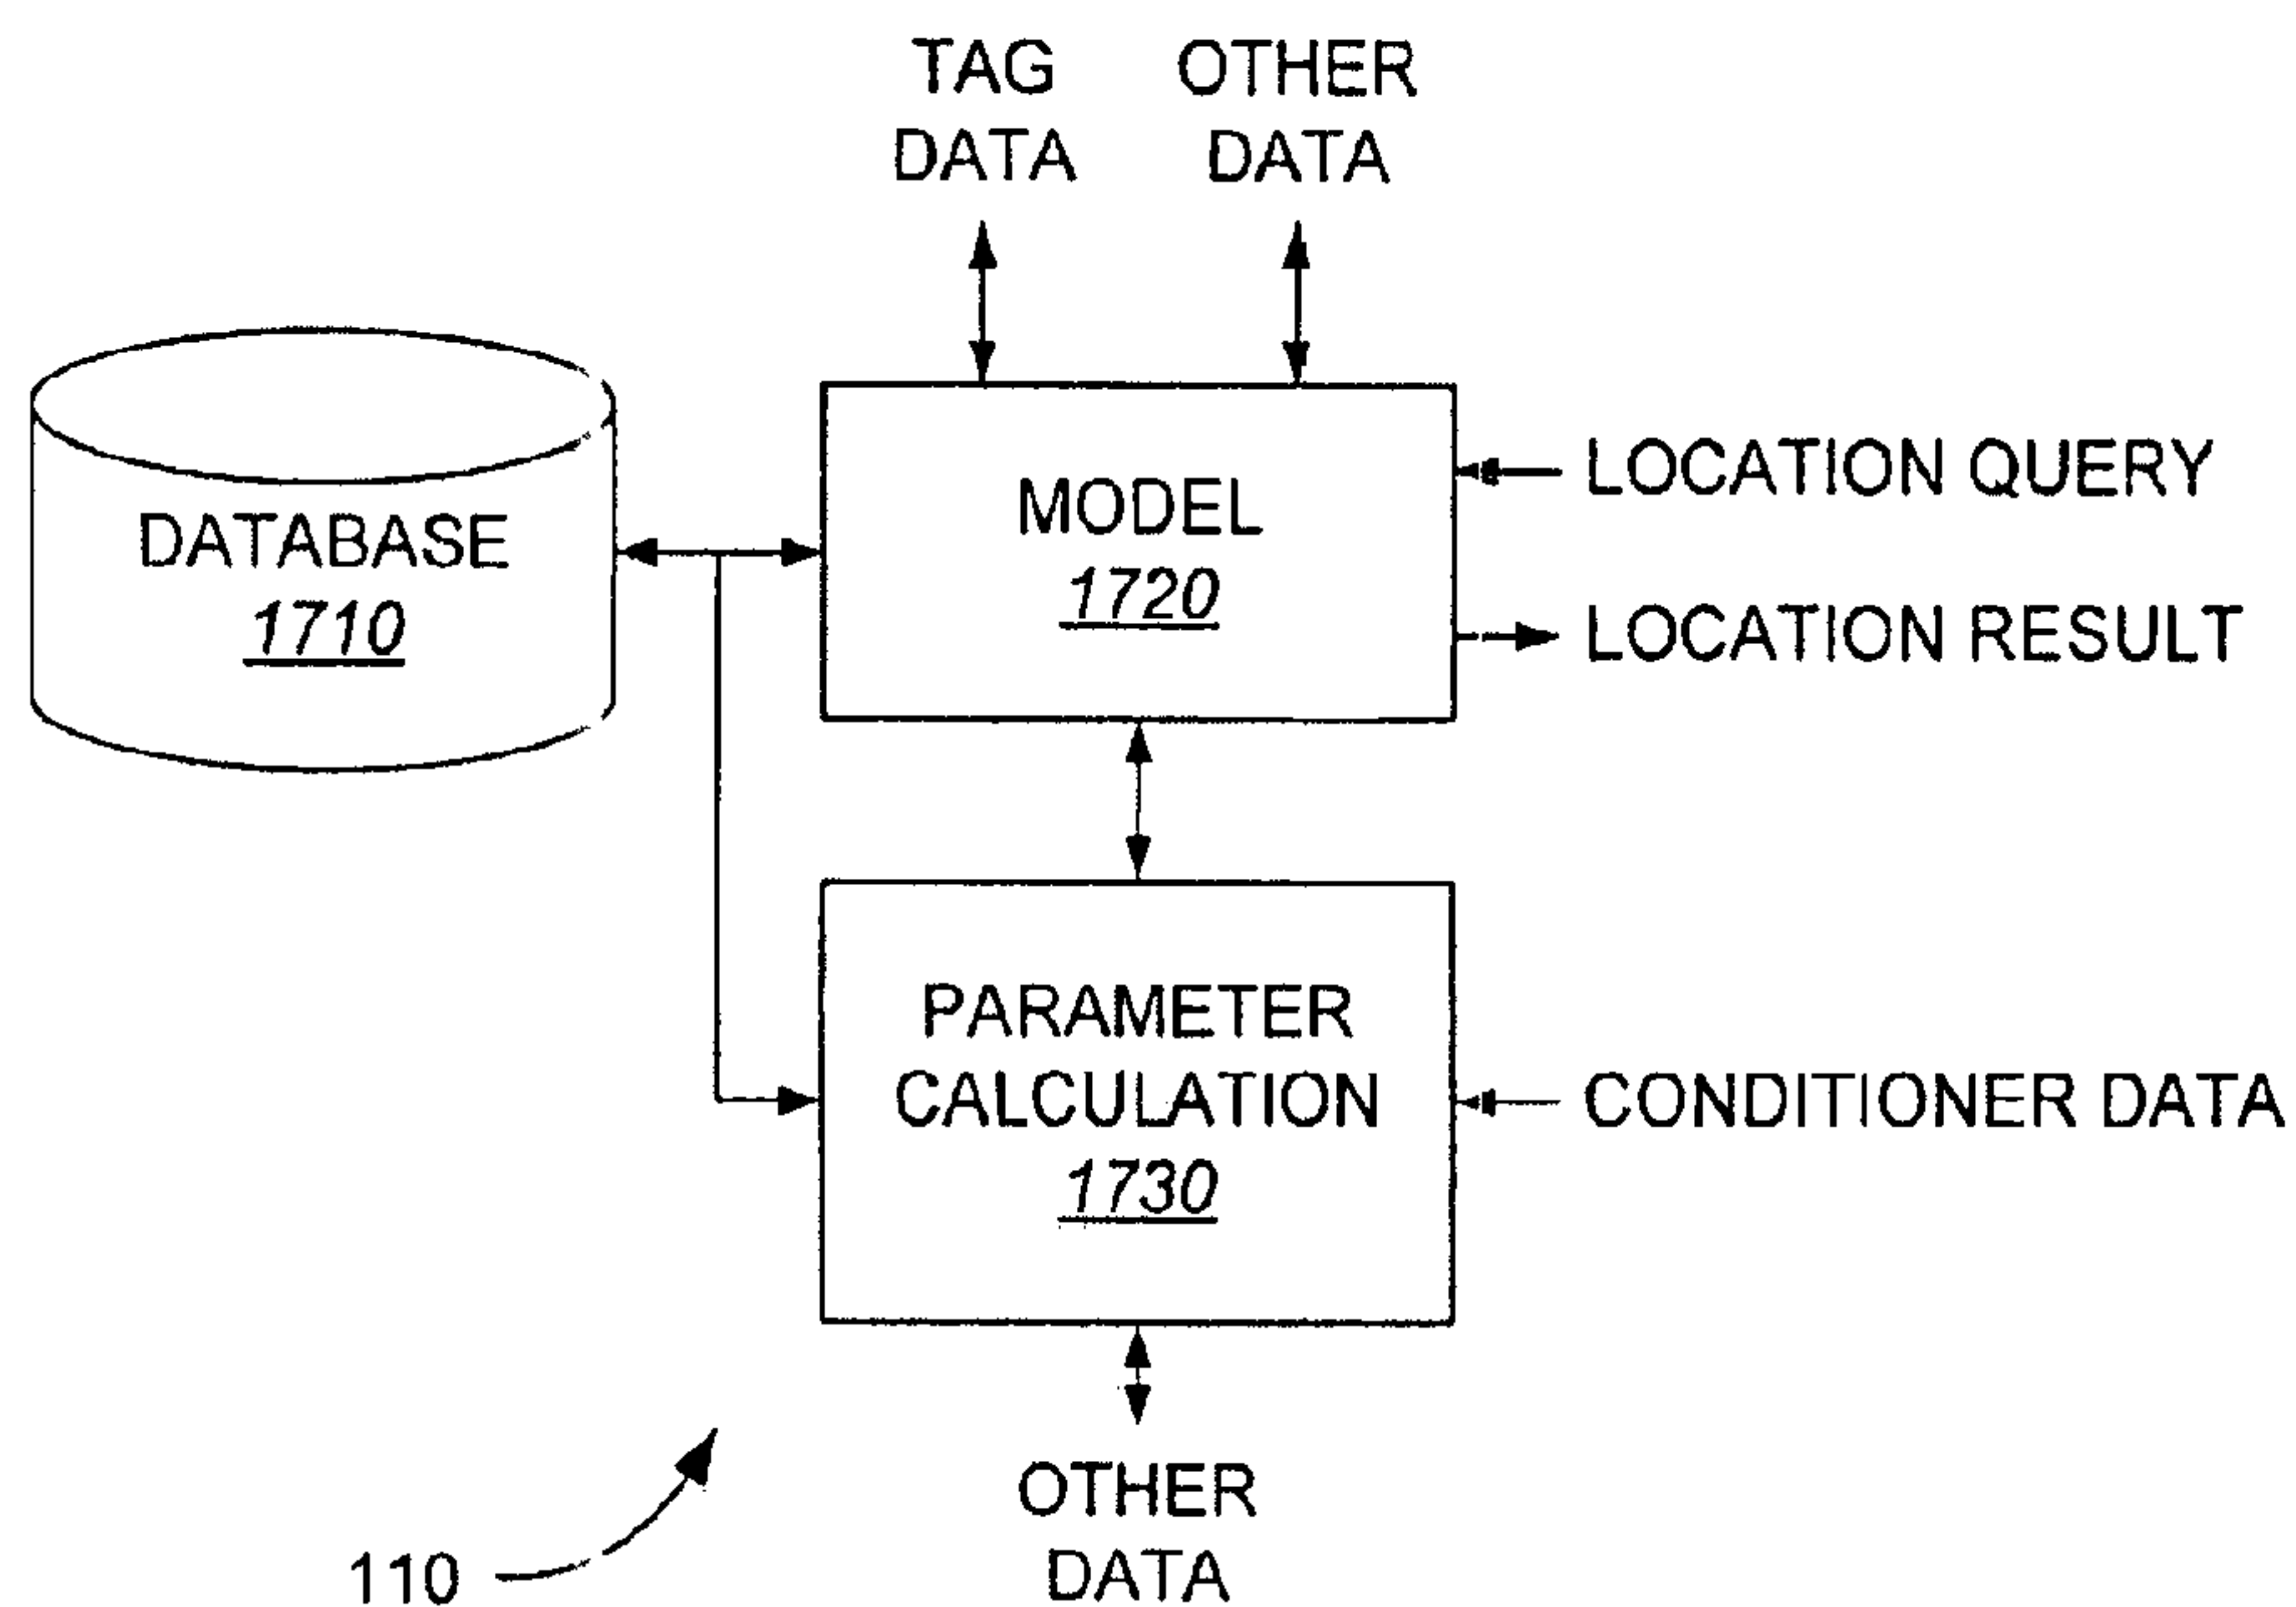 TAG
DATA
OTHER
DATA
DATABASE
1710
MODEL
1720
LOCATION QUERY
LOCATION RESULT
PARAMETER
CALCULATION
1730
CONDITIONER DATA
OTHER
DATA
110